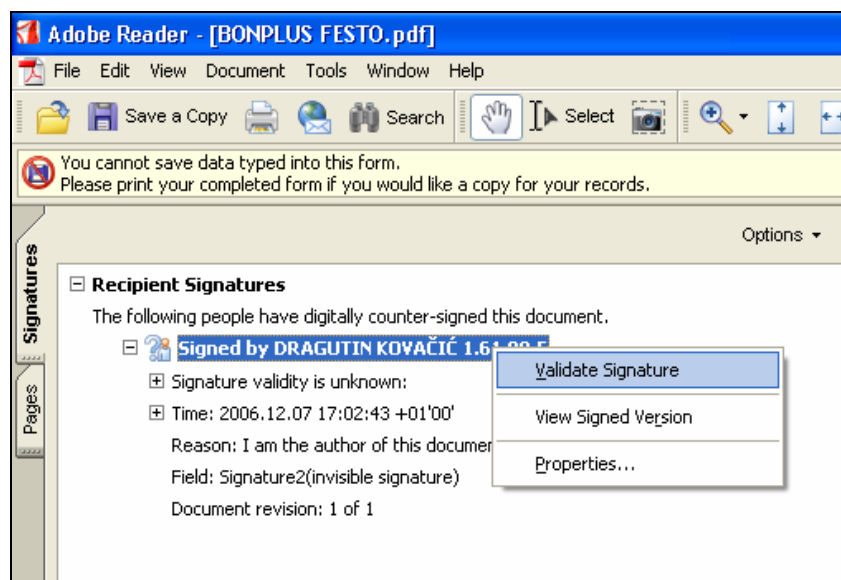 Adobe Reader - [BONPLUS FESTO.pdf]
File Edit View Document Tools Window Help
Save a Copy Search Select
You cannot save data typed into this form.
Please print your completed form if you would like a copy for your records.
Options
Signatures
Pages
Recipient Signatures
The following people have digitally counter-signed this document.
Signed by DRAGUTIN KOVAČIĆ
Signature validity is unknown:
Time: 2006.12.07 17:02:43 +01'00'
Reason: I am the author of this
Field: Signature2(invisible signature)
Document revision: 1 of 1
Validate Signature
View Signed Version
Properties...